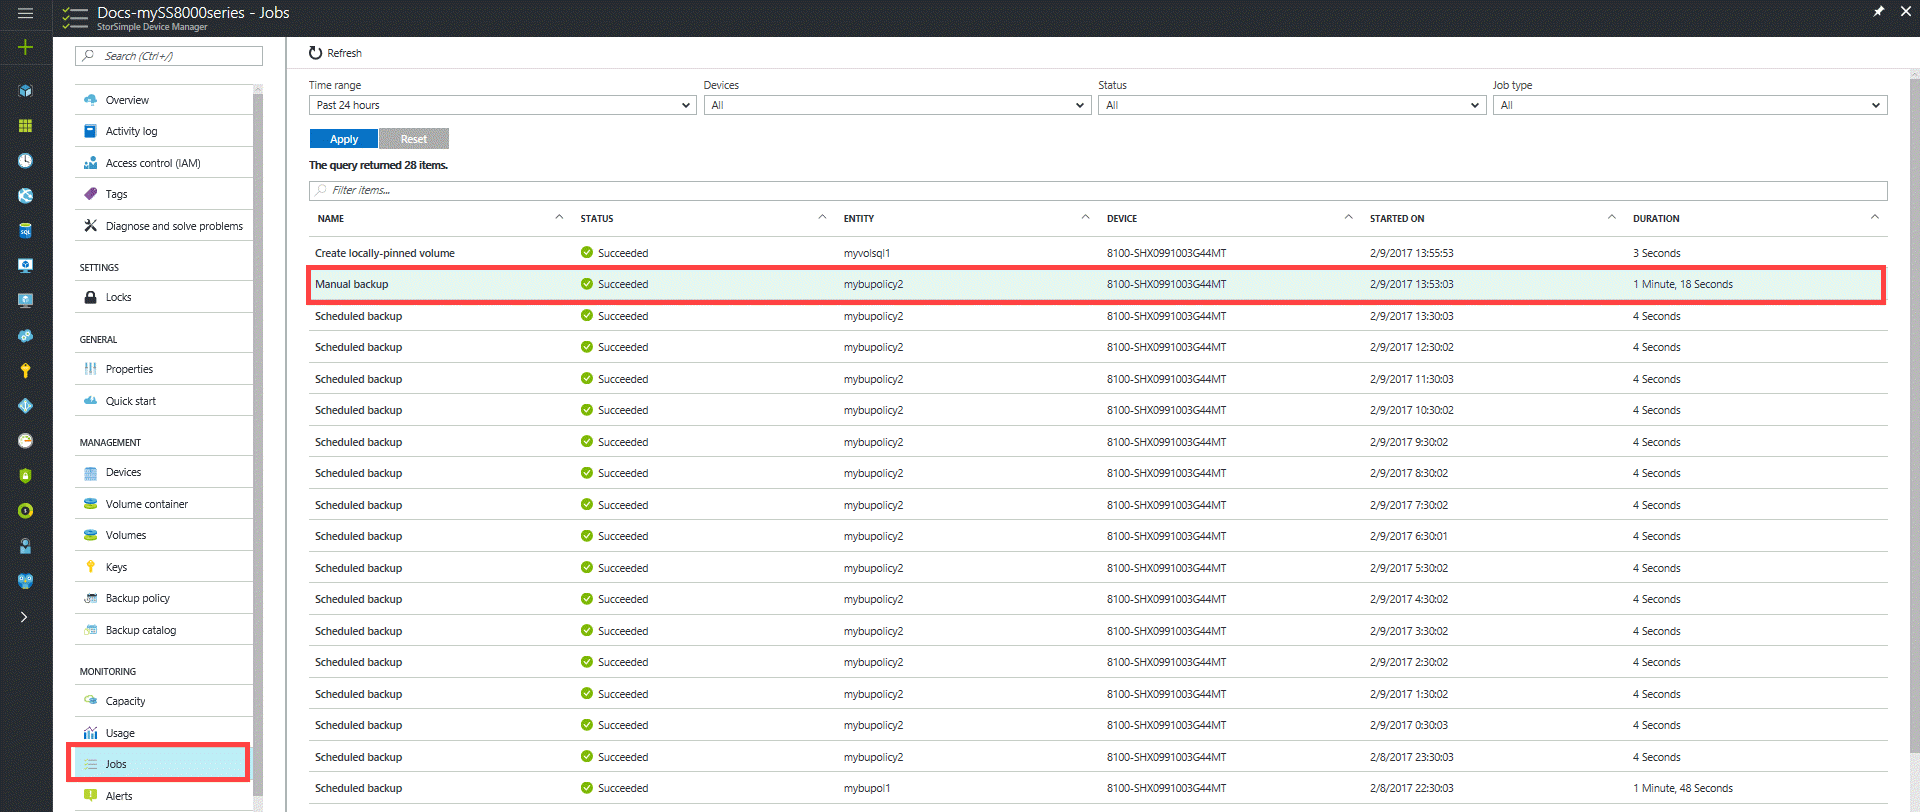 Docs-mySS8000series - Jobs
StorSimple Device Manager
Search (Ctrl+/)
Overview
Activity log
Access control (IAM)
Tags
Diagnose and solve problems
SETTINGS
Locks
GENERAL
Properties
Quick start
MANAGEMENT
Devices
Volume container
Volumes
Keys
Backup policy
Backup catalog
MONITORING
Capacity
Usage
Jobs
Alerts
Refresh
Time range Devices Status Job type
Past 24 hours All All All
Apply Reset
The query returned 28 items.
Filter items...
NAME STATUS ENTITY DEVICE STARTED ON DURATION
Create locally-pinned volume Succeeded myvolsql1 8100-SHX0991003G44MT 2/9/2017 13:55:53 3 Seconds
Manual backup Succeeded mybupolicy2 8100-SHX0991003G44MT 2/9/2017 13:53:03 1 Minute, 18 Seconds
Scheduled backup Succeeded mybupolicy2 8100-SHX0991003G44MT 2/9/2017 13:30:03 4 Seconds
Scheduled backup Succeeded mybupolicy2 8100-SHX0991003G44MT 2/9/2017 12:30:02 4 Seconds
Scheduled backup Succeeded mybupolicy2 8100-SHX0991003G44MT 2/9/2017 11:30:03 4 Seconds
Scheduled backup Succeeded mybupolicy2 8100-SHX0991003G44MT 2/9/2017 10:30:02 4 Seconds
Scheduled backup Succeeded mybupolicy2 8100-SHX0991003G44MT 2/9/2017 9:30:02 4 Seconds
Scheduled backup Succeeded mybupolicy2 8100-SHX0991003G44MT 2/9/2017 8:30:02 4 Seconds
Scheduled backup Succeeded mybupolicy2 8100-SHX0991003G44MT 2/9/2017 7:30:02 4 Seconds
Scheduled backup Succeeded mybupolicy2 8100-SHX0991003G44MT 2/9/2017 6:30:01 4 Seconds
Scheduled backup Succeeded mybupolicy2 8100-SHX0991003G44MT 2/9/2017 5:30:02 4 Seconds
Scheduled backup Succeeded mybupolicy2 8100-SHX0991003G44MT 2/9/2017 4:30:02 4 Seconds
Scheduled backup Succeeded mybupolicy2 8100-SHX0991003G44MT 2/9/2017 3:30:02 4 Seconds
Scheduled backup Succeeded mybupolicy2 8100-SHX0991003G44MT 2/9/2017 2:30:02 4 Seconds
Scheduled backup Succeeded mybupolicy2 8100-SHX0991003G44MT 2/9/2017 1:30:02 4 Seconds
Scheduled backup Succeeded mybupolicy2 8100-SHX0991003G44MT 2/9/2017 0:30:03 4 Seconds
Scheduled backup Succeeded mybupolicy2 8100-SHX0991003G44MT 2/8/2017 23:30:03 4 Seconds
Scheduled backup Succeeded mybupol1 8100-SHX0991003G44MT 2/8/2017 22:30:03 1 Minute, 48 Seconds